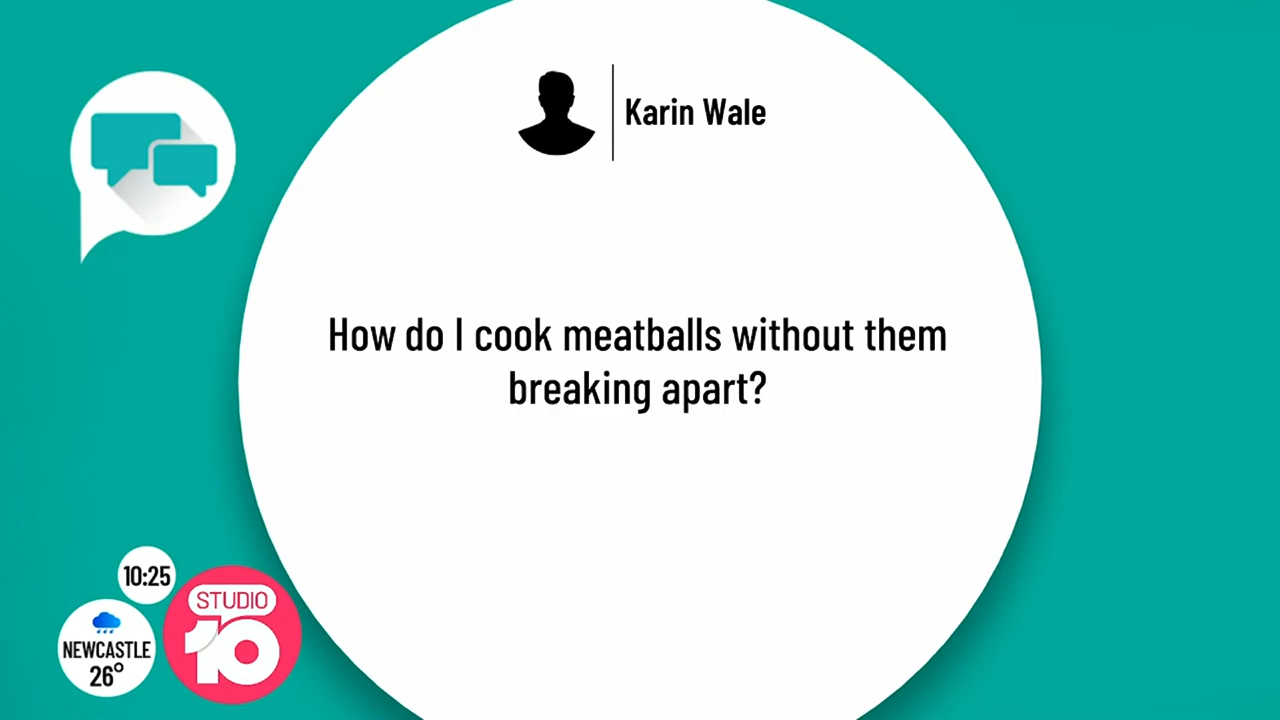 Karin Wale
How do I cook meatballs without them
breaking apart?
10:25
STUDIO
10
NEWCASTLE
26°